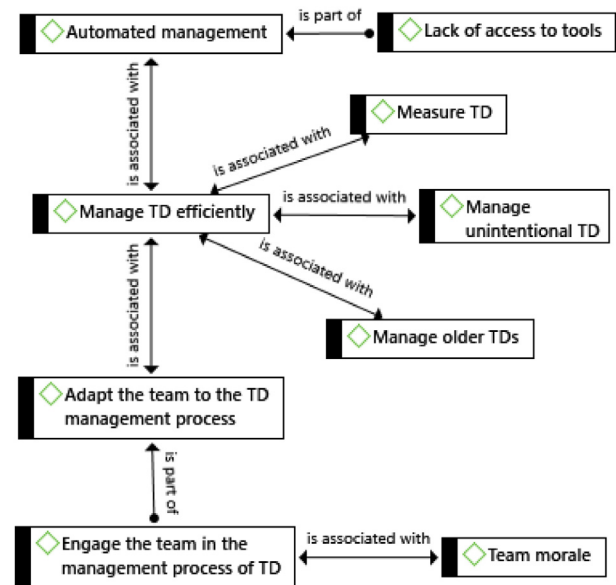 is part of
Automated management
Lack of access to tools
is associated with
Measure TD
is associated with
Manage TD efficiently
is associated with
Manage
unintentional TD
is associated with
Manage older TDs
is associated with
Adapt the team to the TD
management process
is part of
Engage the team in the
management process of TD
is associated with
Team morale